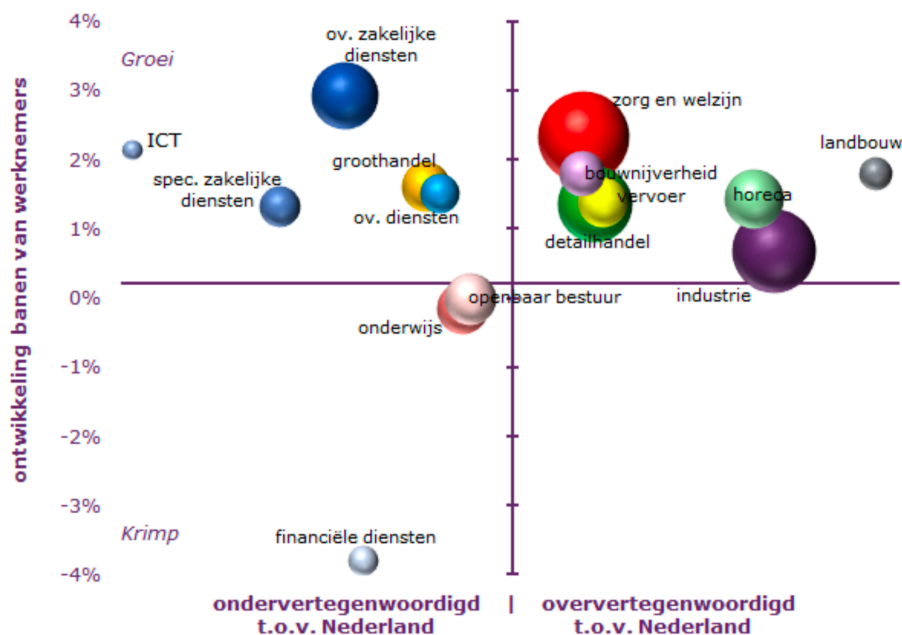 4%
Groei
ov. zakelijke
diensten
3%
zorg en welzijn
ICT
2%
groothandel
landbouw
spec. zakelijke
diensten
bouwnijverheid
vervoer
horeca
ov. diensten
1%
detailhandel
0%
openbaar bestuur
industrie
onderwijs
-1%
-2%
-3%
Krimp
financiële diensten
-4%
ontwikkeling banen van werknemers
ondervertegenwoordigd | oververtegenwoordigd
t.o.v. Nederland t.o.v. Nederland